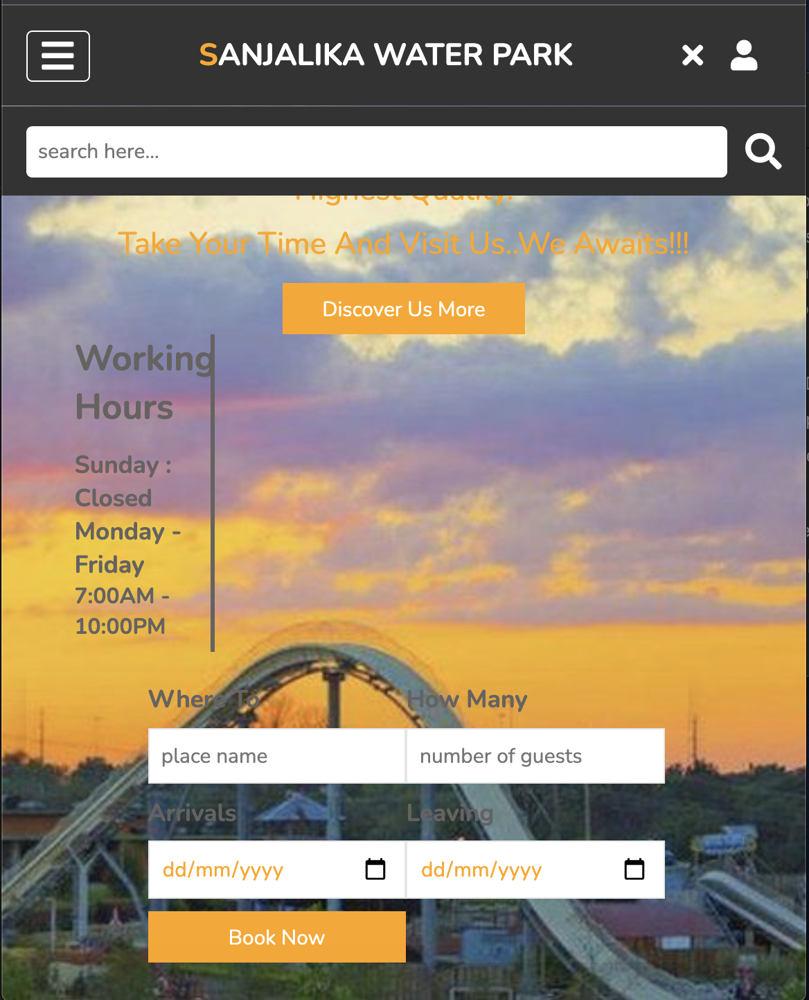 SANJALIKA WATER PARK
search here...
Highest Quality.
Take Your Time And Visit Us..We Awaits!!!
Discover Us More
Working
Hours
Sunday :
Closed
Monday -
Friday
7:00AM -
10:00PM
Where To
How Many
place name
number of guests
Arrivals
Leaving
dd/mm/yyyy
dd/mm/yyyy
Book Now